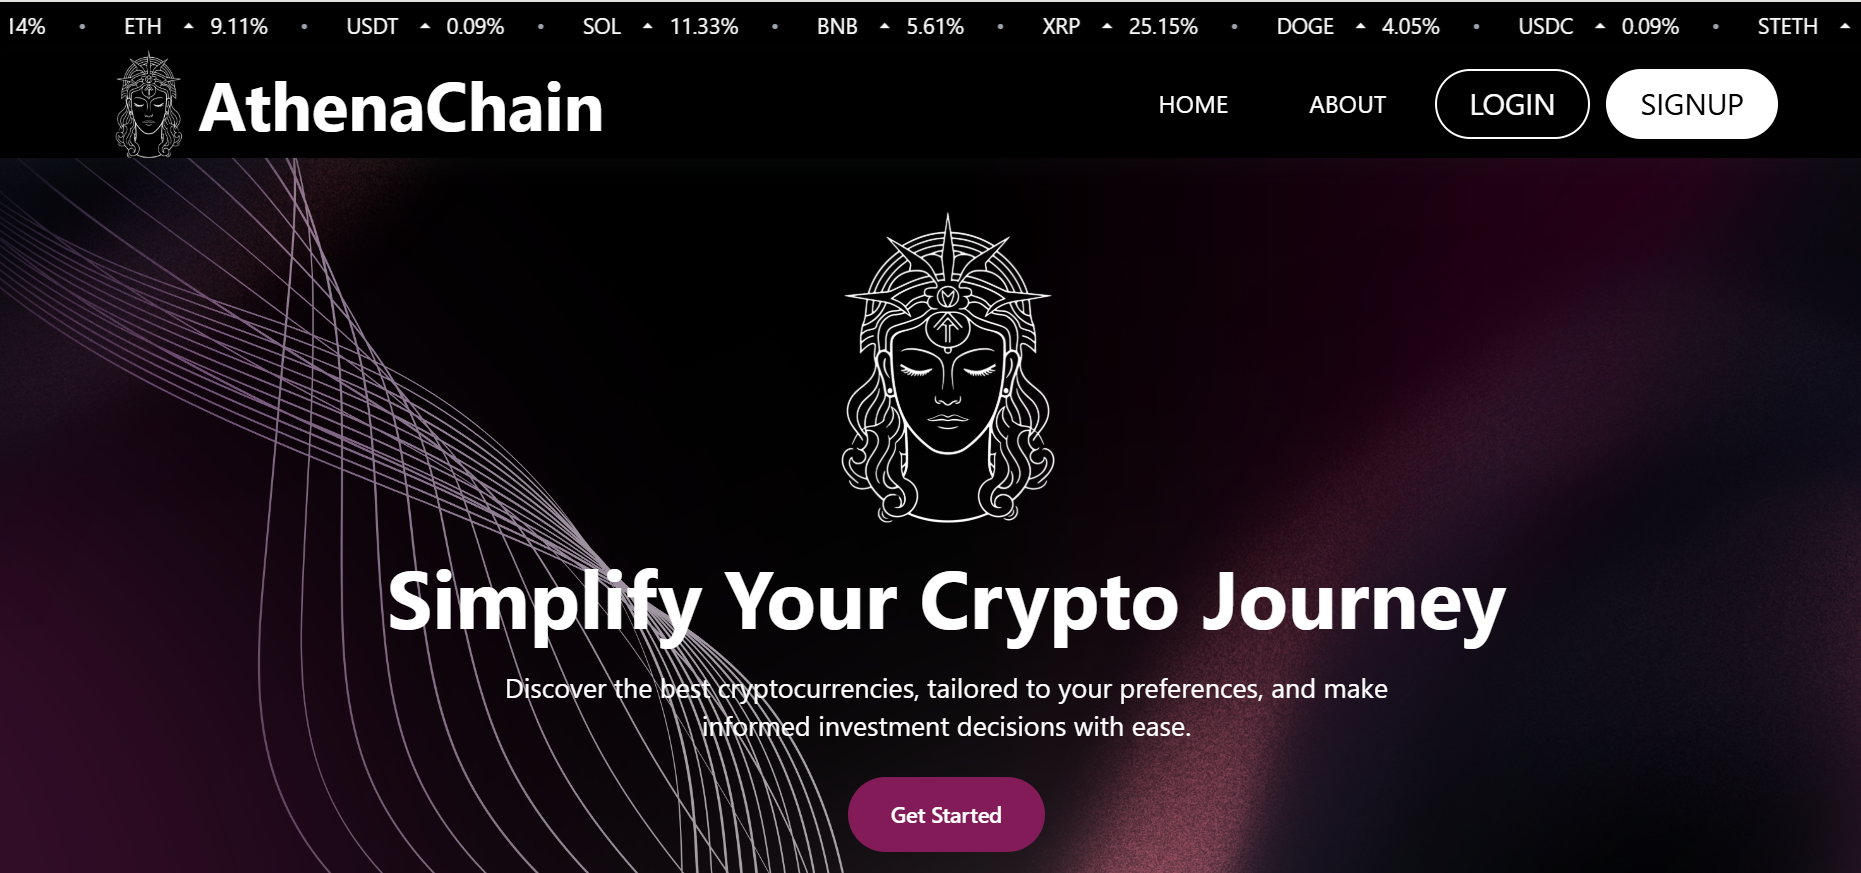 14% • ETH ▲ 9.11% • USDT ▲ 0.09% • SOL ▲ 11.33% • BNB ▲ 5.61% • XRP ▲ 25.15% • DOGE ▲ 4.05% • USDC ▲ 0.09% • STETH ▲
AthenaChain
HOME ABOUT LOGIN SIGNUP
Simplify Your Crypto Journey
Discover the best cryptocurrencies, tailored to your preferences, and make
informed investment decisions with ease.
Get Started